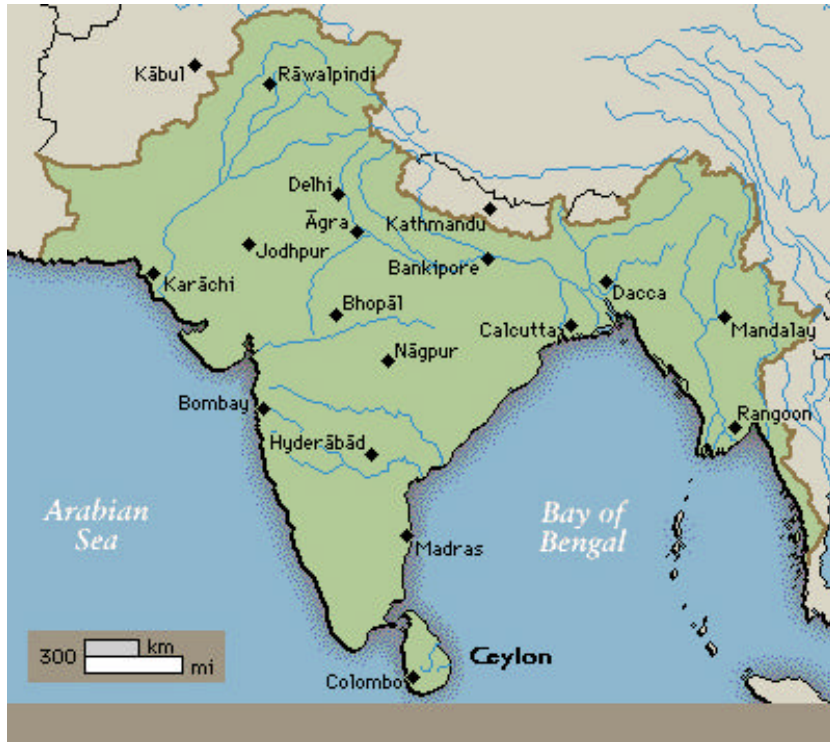 Kābul
Rāwalpindi
Delhi
Āgra
Kathmandu
Jodhpur
Bankipore
Karāchi
Dacca
Bhopāl
Calcutta
Mandalay
Nāgpur
Bombay
Rangoon
Hyderābād
Arabian
Sea
Bay of
Bengal
Madras
300
km
mi
Ceylon
Colombo